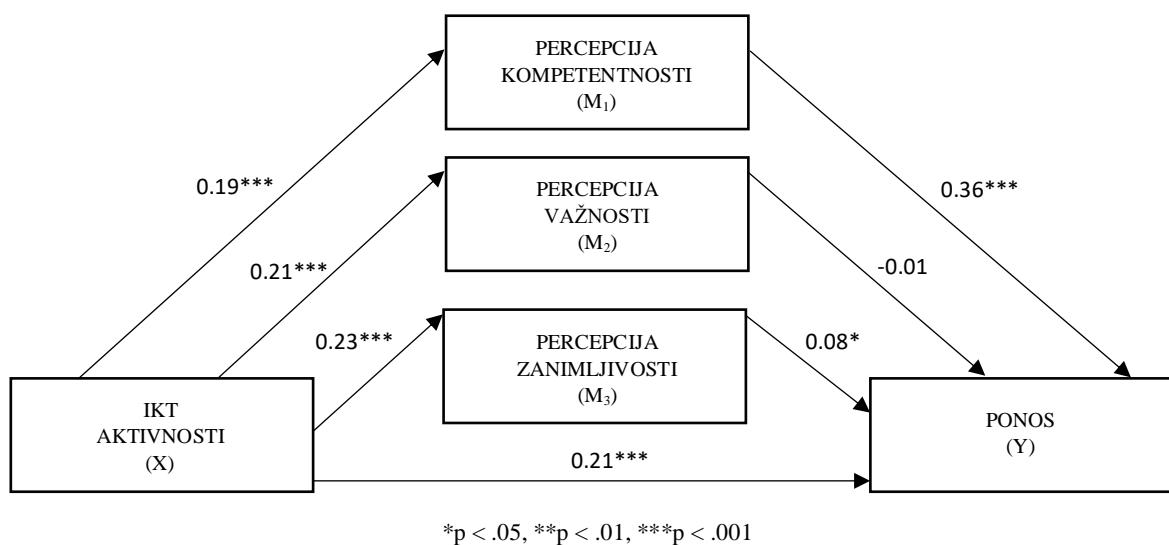 PERCEPCIJA
KOMPETENTNOSTI
(M₁)
0.19***
0.36***
PERCEPCIJA
VAŽNOSTI
(M₂)
0.21***
-0.01
PERCEPCIJA
ZANIMLJIVOSTI
(M₃)
0.23***
0.08*
IKT
AKTIVNOSTI
(X)
PONOS
(Y)
0.21***
*p < .05, **p < .01, ***p < .001